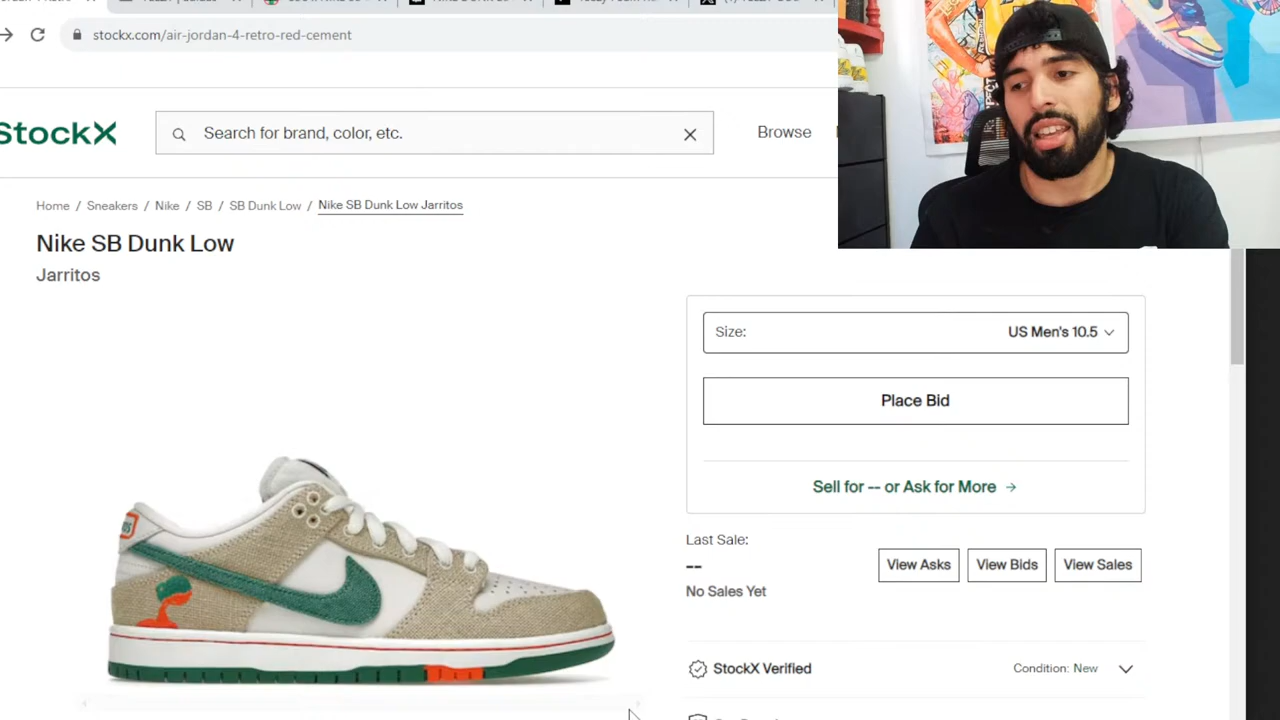 stockx.com/air-jordan-4-retro-red-cement
StockX
Search for brand, color, etc.
Browse
Home / Sneakers / Nike / SB / SB Dunk Low / Nike SB Dunk Low Jarritos
Nike SB Dunk Low
Jarritos
Size: US Men's 10.5
Place Bid
Sell for -- or Ask for More →
Last Sale:
--
No Sales Yet
View Asks View Bids View Sales
StockX Verified Condition: New